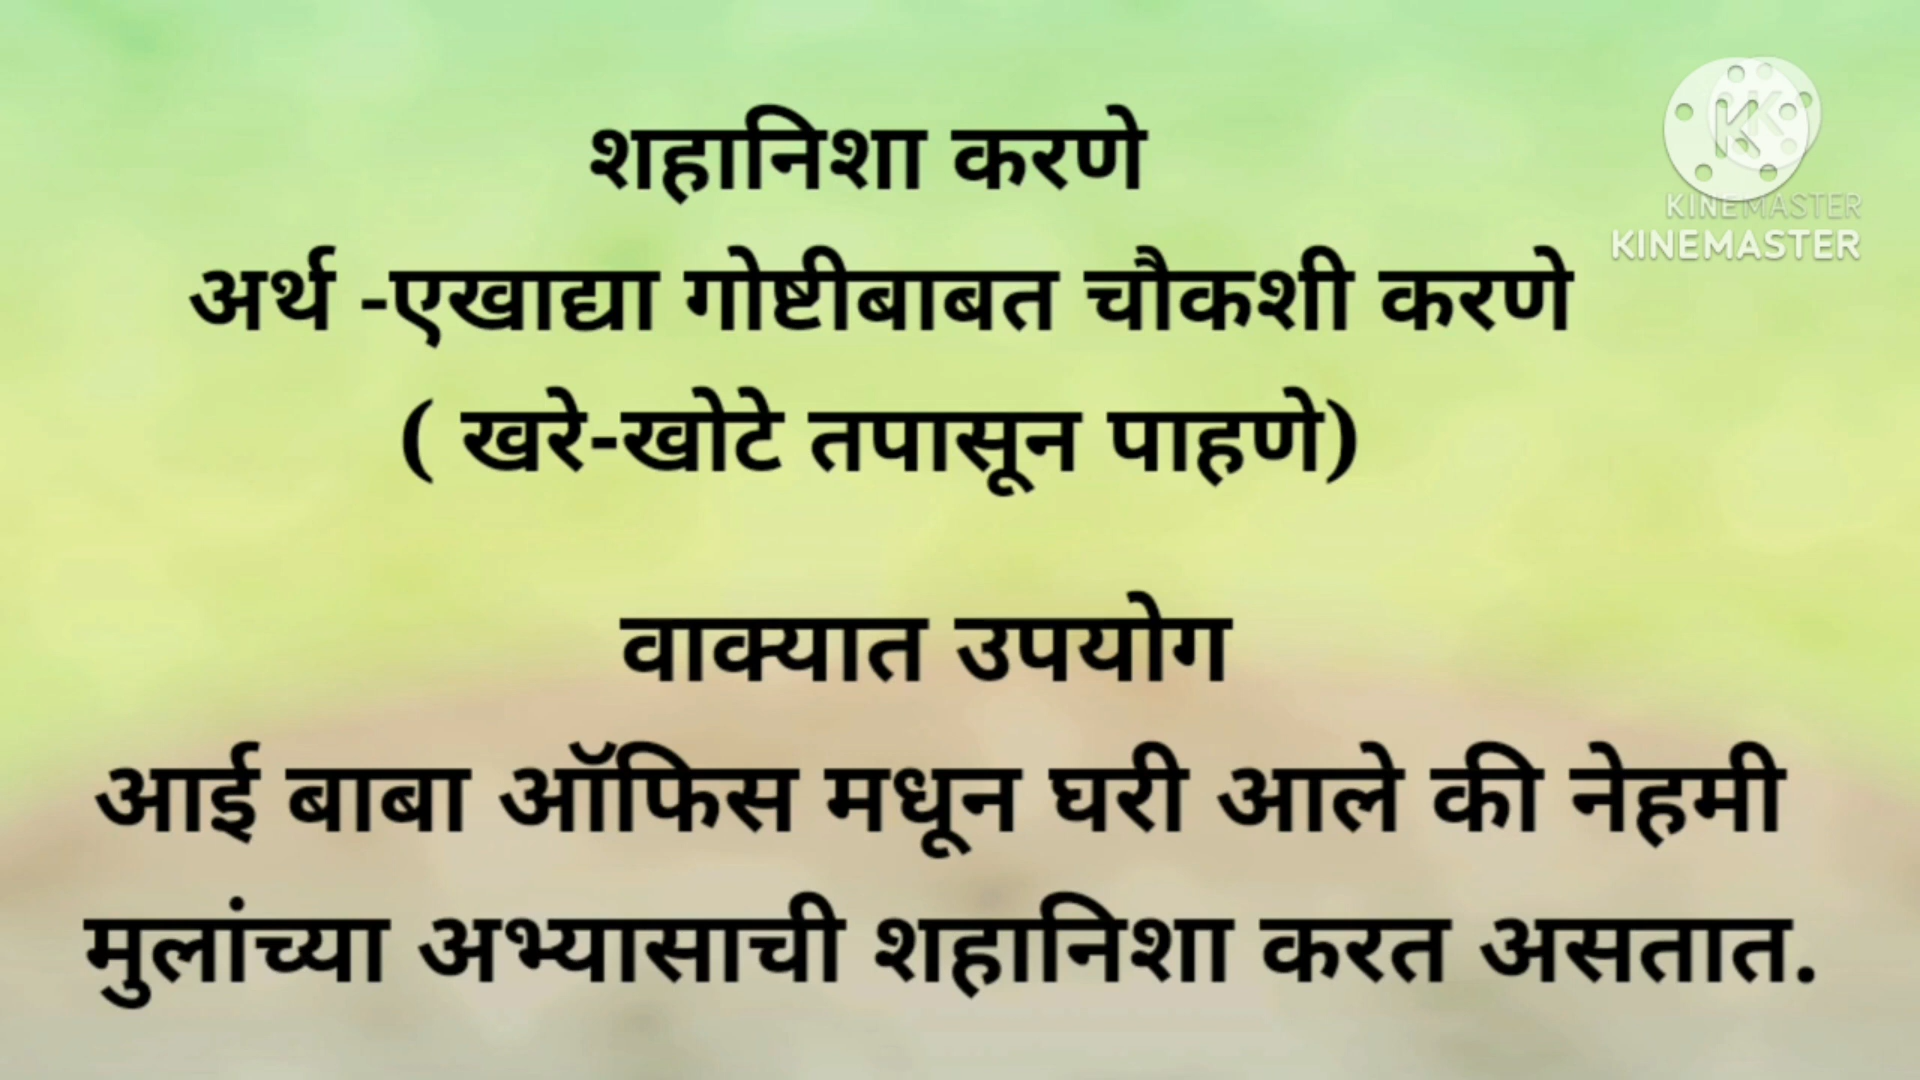 शहानिशा करणे
अर्थ -एखाद्या गोष्टीबाबत चौकशी करणे
( खरे-खोटे तपासून पाहणे)
वाक्यात उपयोग
आई बाबा ऑफिस मधून घरी आले की नेहमी
मुलांच्या अभ्यासाची शहानिशा करत असतात.
KINEMASTER
KINEMASTER